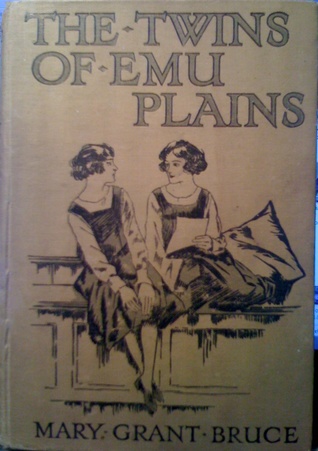 THE·TWINS
OF·EMU
PLAINS
MARY·GRANT·BRUCE